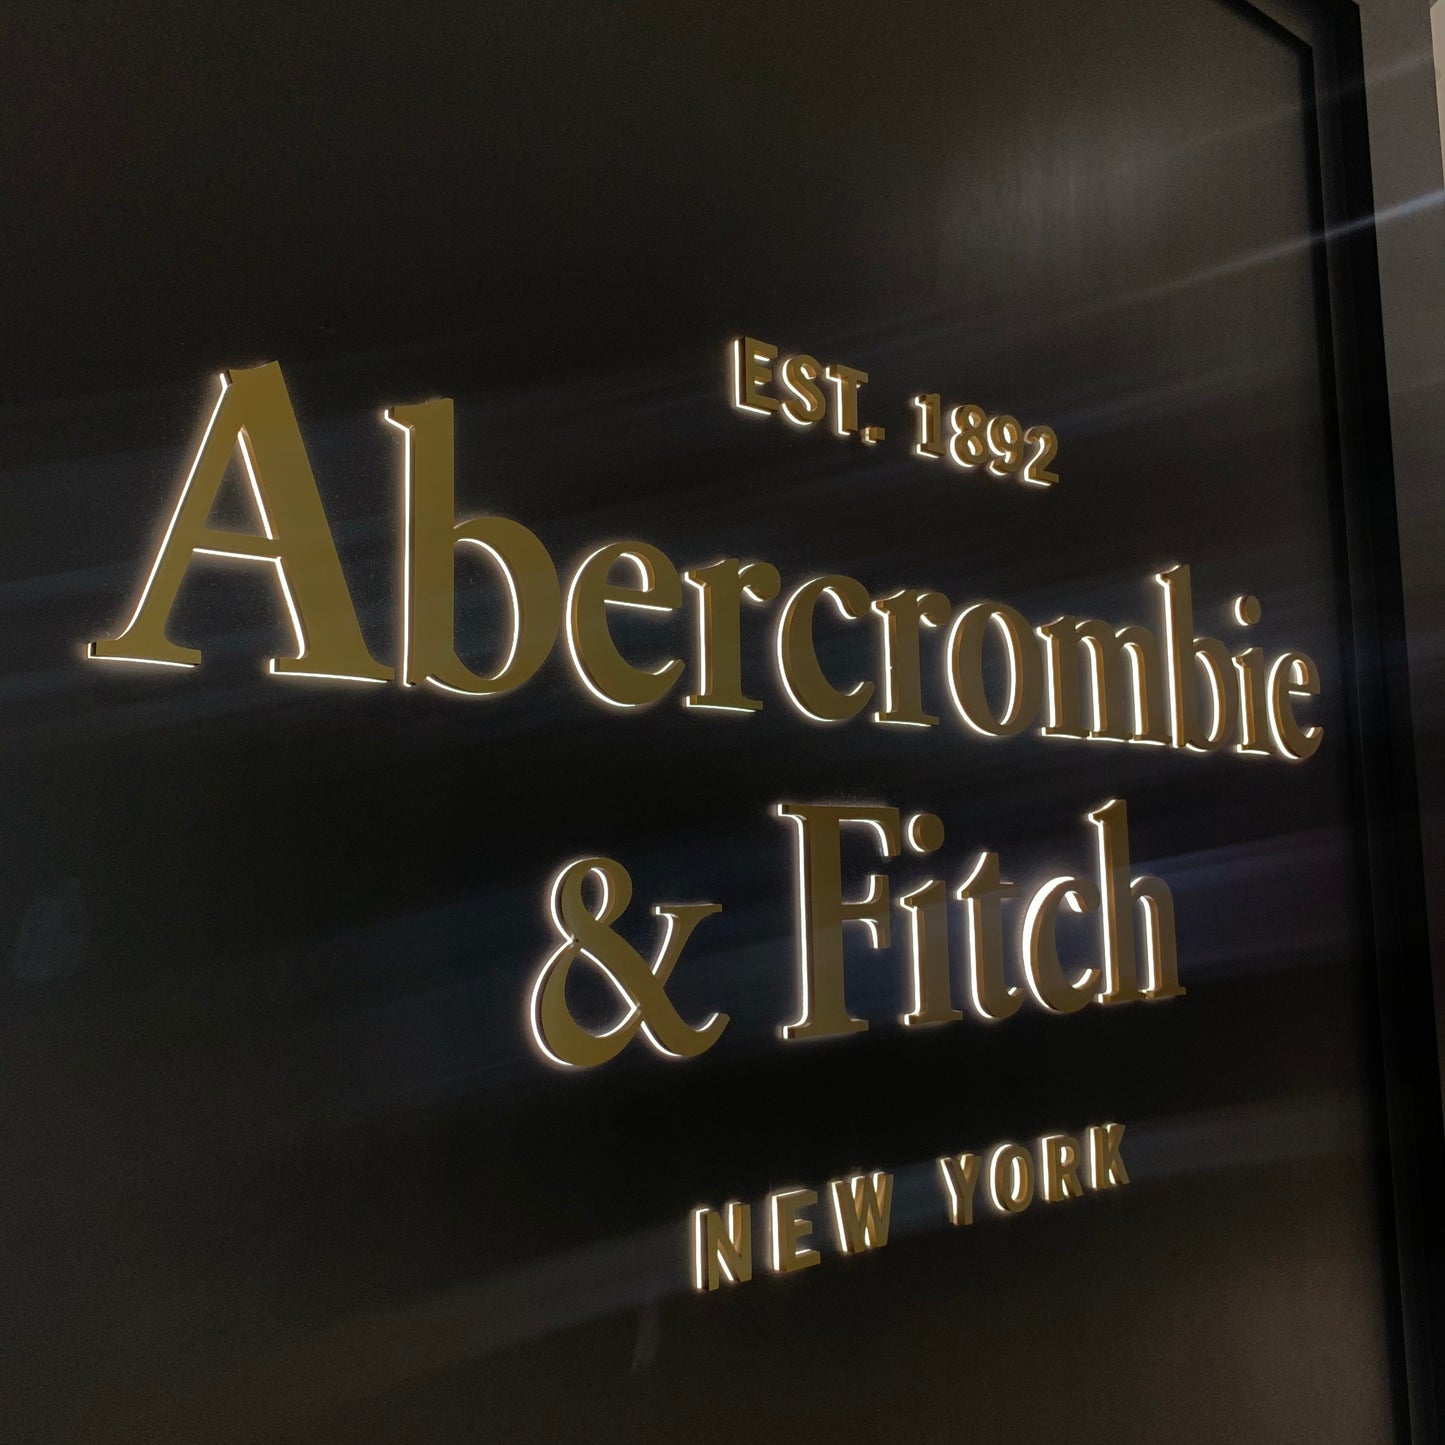 EST. 1892
Abercrombie
& Fitch
NEW YORK